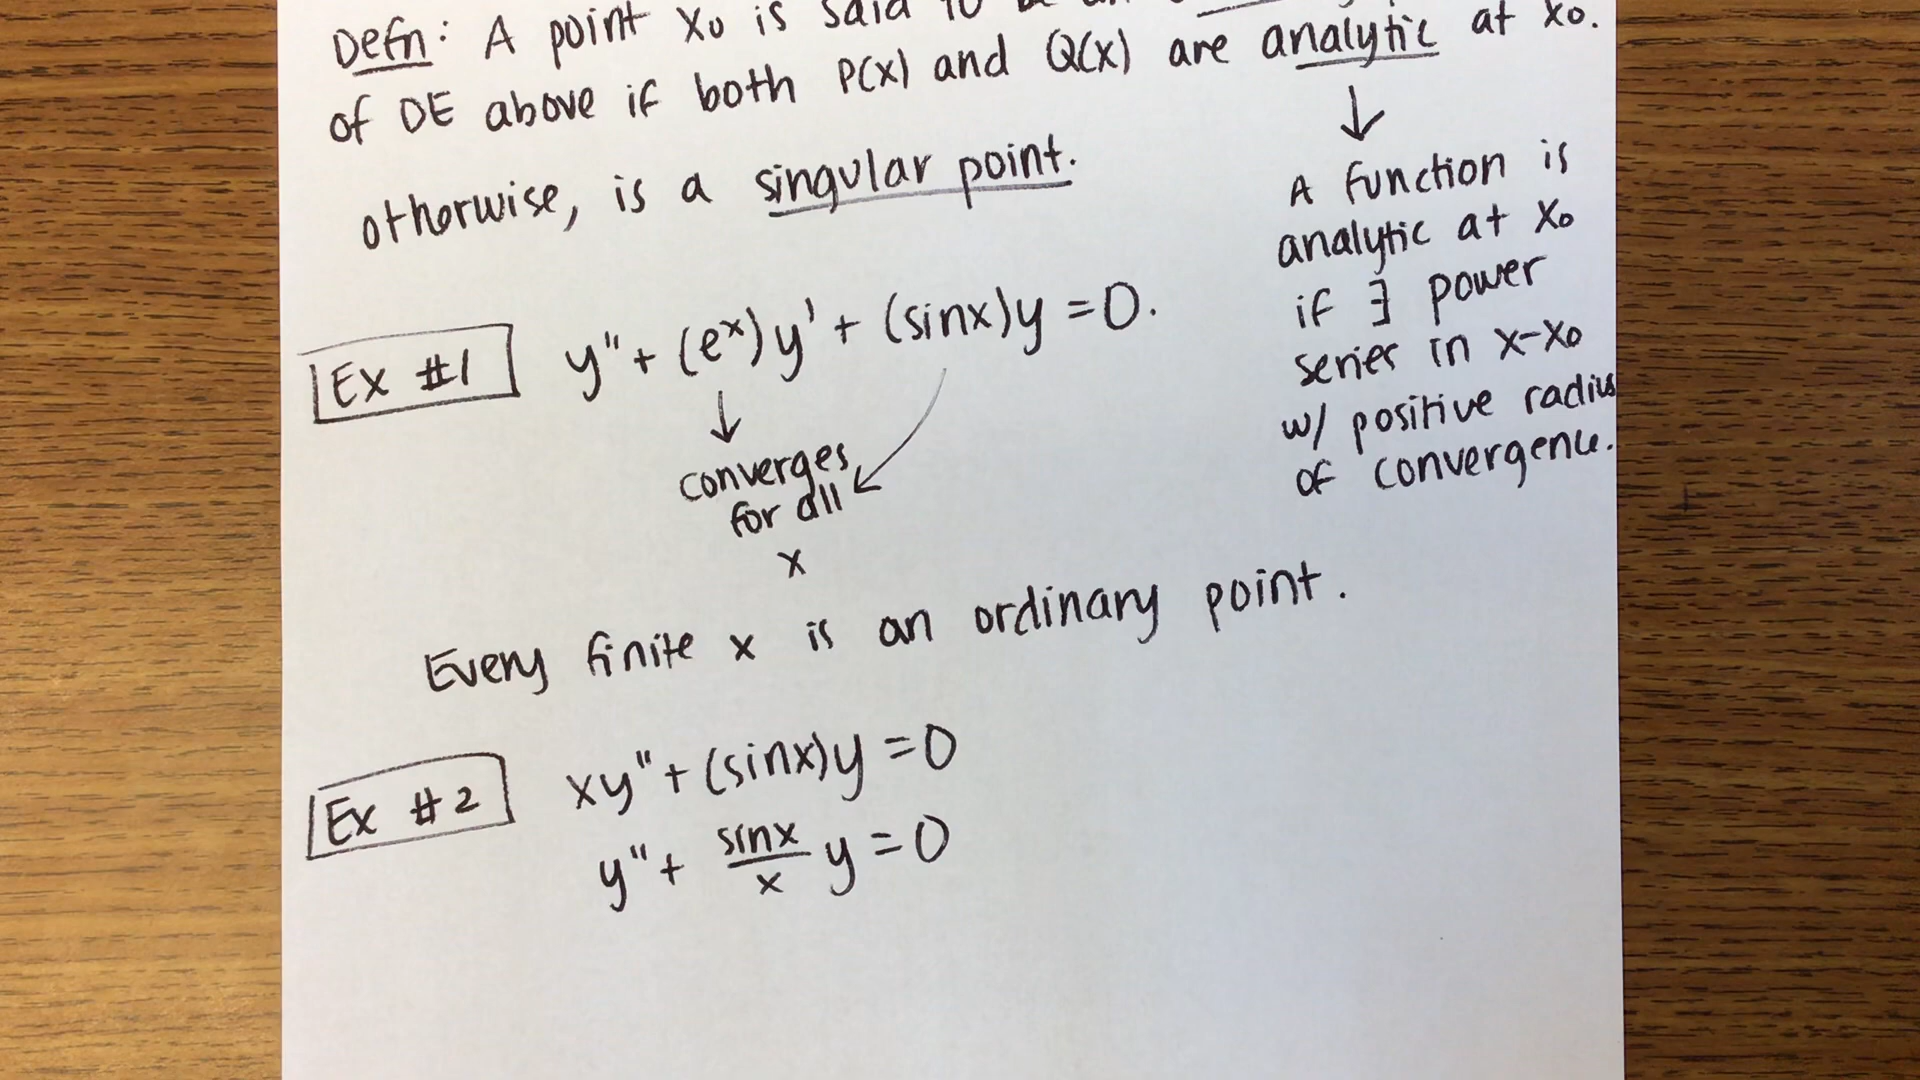 Defn: A point x₀ is said to
of DE above if both P(x) and Q(x) are analytic at x₀.
otherwise, is a singular point.
↓
A function is
analytic at x₀
if ∃ power
series in x-x₀
w/ positive radius
of convergence.
Ex #1 y" + (eˣ)y' + (sinx)y = 0.
↓
converges
for all
x
Every finite x is an ordinary point.
Ex #2 xy" + (sinx)y = 0
y" + sinx/x y = 0